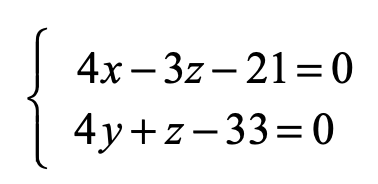 4x − 3z − 21 = 0
4y + z − 33 = 0